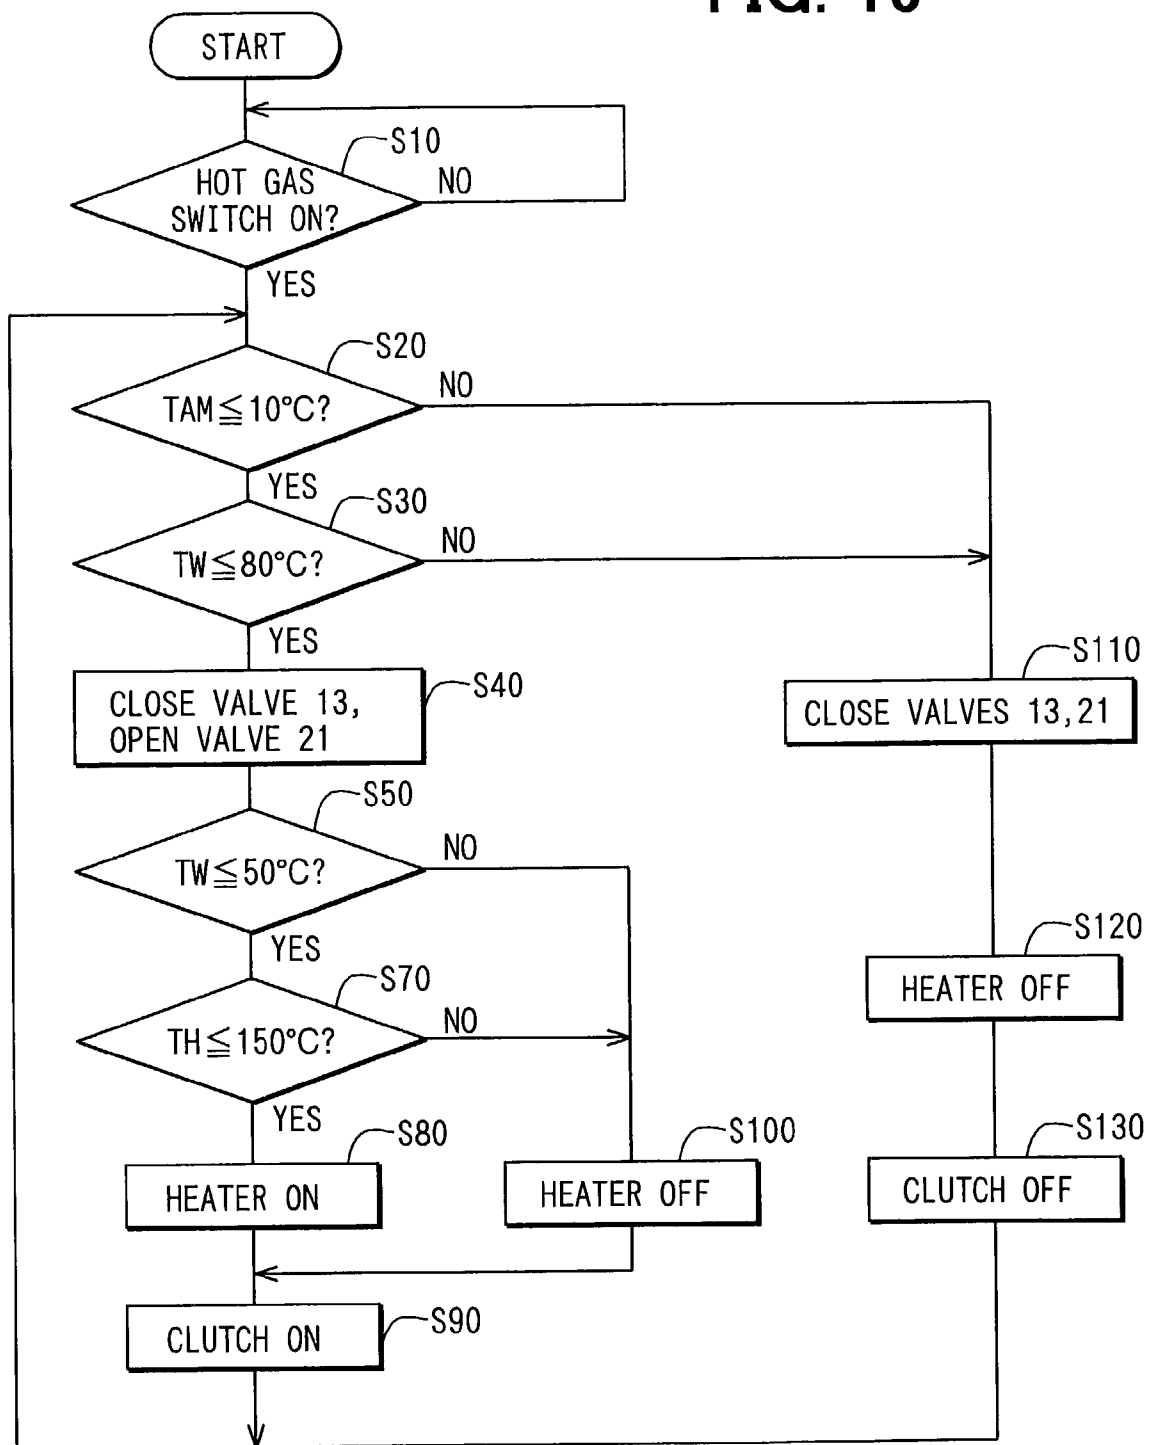 START
S10
HOT GAS
SWITCH ON?
NO
YES
S20
TAM≦10°C?
NO
YES
S30
TW≦80°C?
NO
YES
S40
CLOSE VALVE 13,
OPEN VALVE 21
S110
CLOSE VALVES 13,21
S50
TW≦50°C?
NO
YES
S70
TH≦150°C?
NO
YES
S120
HEATER OFF
S80
HEATER ON
S100
HEATER OFF
S130
CLUTCH OFF
S90
CLUTCH ON